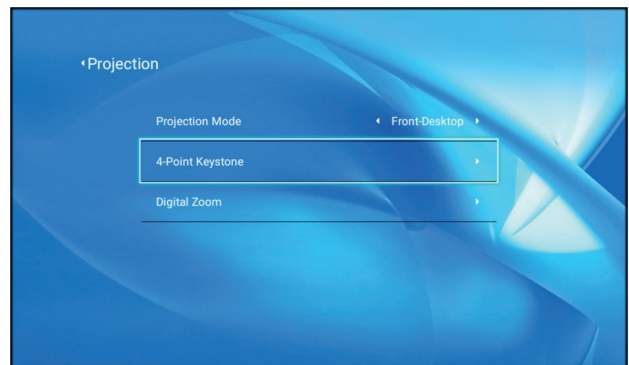 Projection
Projection Mode Front-Desktop
4-Point Keystone
Digital Zoom